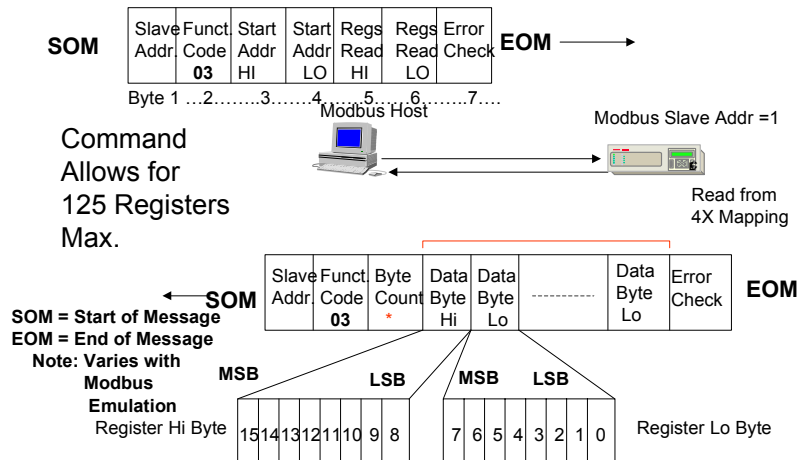 SOM
Slave Funct. Start Start Regs Regs Error
Addr. Code Addr Addr Read Read Check
03 HI LO HI LO
EOM
Byte 1 …2……..3…….4…..5…..6……..7….
Modbus Host
Modbus Slave Addr =1
Command
Allows for
125 Registers
Max.
Read from
4X Mapping
SOM
Slave Funct. Byte Data Data ------------ Data Error
Addr. Code Count Byte Byte Byte Check
03 * Hi Lo Lo
EOM
SOM = Start of Message
EOM = End of Message
Note: Varies with
Modbus
Emulation
MSB LSB MSB LSB
Register Hi Byte 15 14 13 12 11 10 9 8 7 6 5 4 3 2 1 0 Register Lo Byte